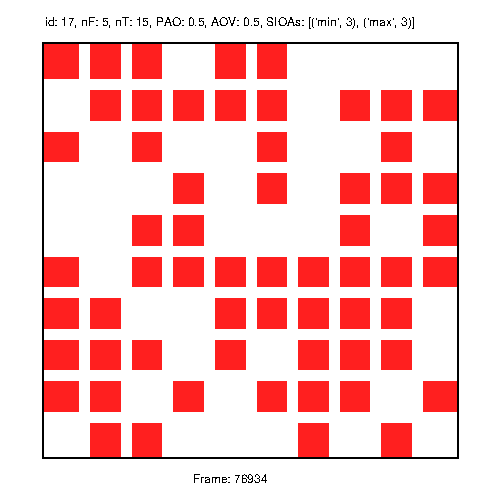 id: 17, nF: 5, nT: 15, PAO: 0.5, AOV: 0.5, SIOAs: [('min', 3), ('max', 3)]
Frame: 76934